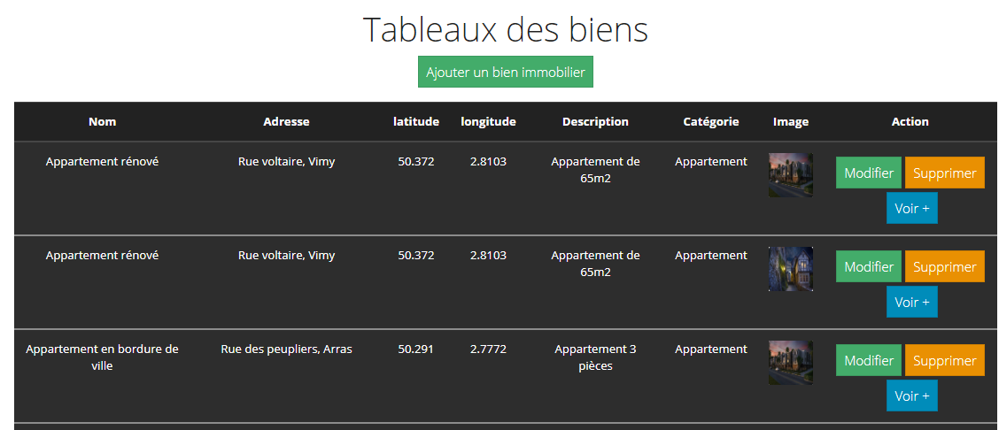 Tableaux des biens
Ajouter un bien immobilier
Nom Adresse latitude longitude Description Catégorie Image Action
Appartement rénové Rue voltaire, Vimy 50.372 2.8103 Appartement de 65m2 Appartement Modifier Supprimer
Voir +
Appartement rénové Rue voltaire, Vimy 50.372 2.8103 Appartement de 65m2 Appartement Modifier Supprimer
Voir +
Appartement en bordure de ville Rue des peupliers, Arras 50.291 2.7772 Appartement 3 pièces Appartement Modifier Supprimer
Voir +